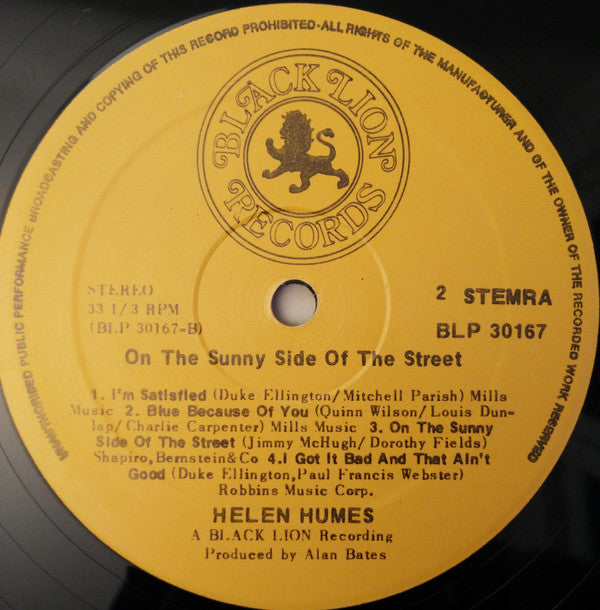 UNAUTHORISED PUBLIC PERFORMANCE BROADCASTING AND COPYING OF THIS RECORD PROHIBITED-ALL RIGHTS OF THE MANUFACTURER AND OF THE OWNER OF THE RECORDED WORK RESERVED
BLACK LION
RECORDS
STEREO
33 1/3 RPM
(BLP 30167-B)
2 STEMRA
BLP 30167
On The Sunny Side Of The Street
1. I'm Satisfied (Duke Ellington/Mitchell Parish) Mills
Music 2. Blue Because Of You (Quinn Wilson/Louis Dun-
lap/Charlie Carpenter) Mills Music 3. On The Sunny
Side Of The Street (Jimmy McHugh/Dorothy Fields)
Shapiro,Bernstein&Co 4.I Got It Bad And That Ain't
Good (Duke Ellington,Paul Francis Webster)
Robbins Music Corp.
HELEN HUMES
A BLACK LION Recording
Produced by Alan Bates